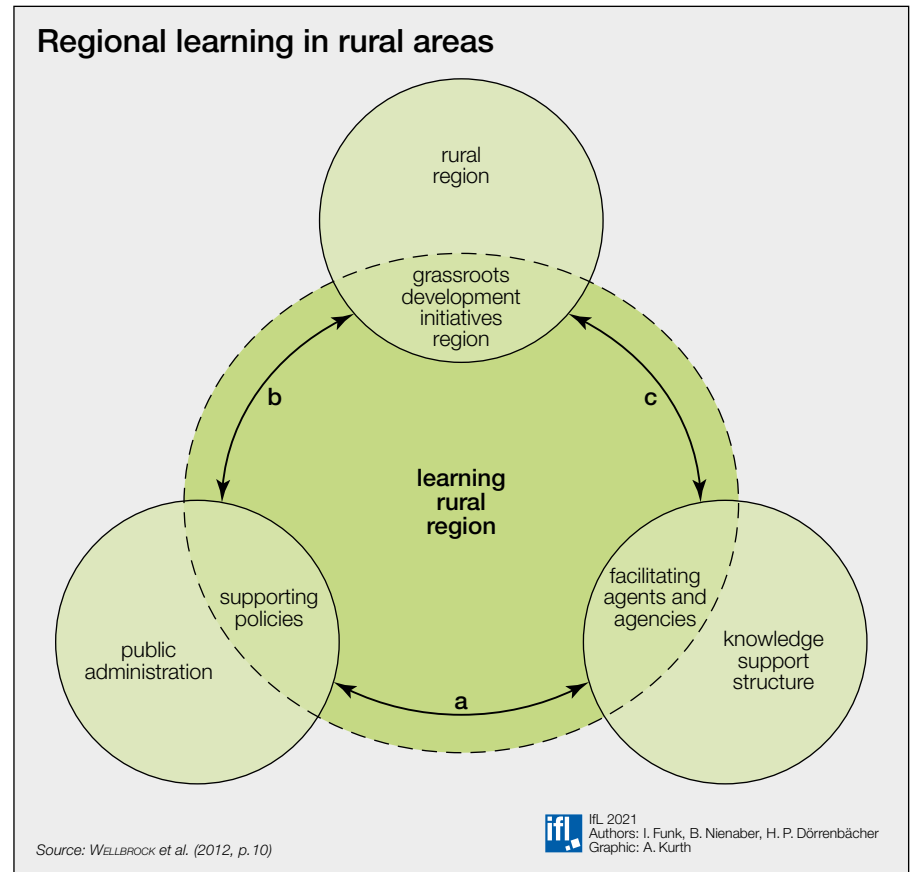 Regional learning in rural areas
rural
region
grassroots
development
initiatives
region
b
c
learning
rural
region
supporting
policies
public
administration
facilitating
agents and
agencies
knowledge
support
structure
a
Source: WELLBROCK et al. (2012, p.10)
ifl
IfL 2021
Authors: I. Funk, B. Nienaber, H. P. Dörrenbächer
Graphic: A. Kurth